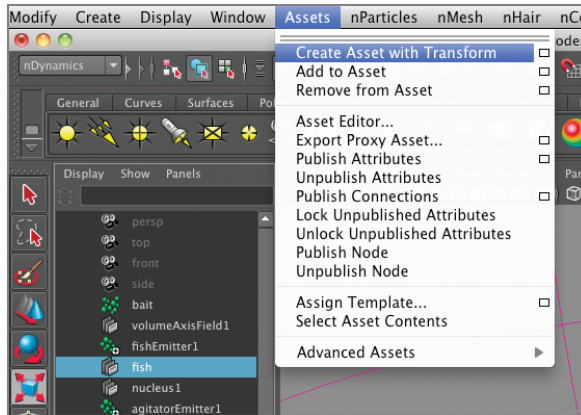 Modify Create Display Window Assets nParticles nMesh nHair
nDynamics
General Curves Surfaces
Display Show Panels
persp
top
front
side
bait
volumeAxisField1
fishEmitter1
fish
nucleus1
agitatorEmitter1
Create Asset with Transform
Add to Asset
Remove from Asset
Asset Editor...
Export Proxy Asset...
Publish Attributes
Unpublish Attributes
Publish Connections
Lock Unpublished Attributes
Unlock Unpublished Attributes
Publish Node
Unpublish Node
Assign Template...
Select Asset Contents
Advanced Assets